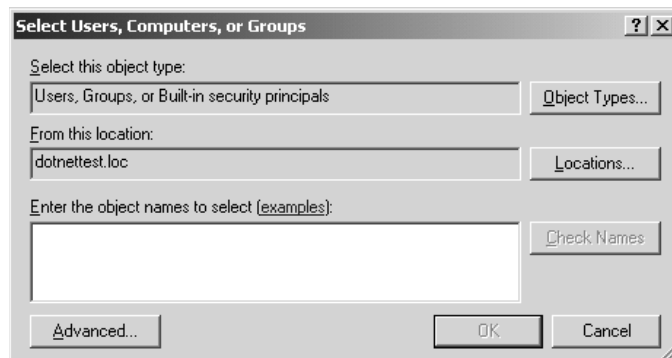 Select Users, Computers, or Groups
Select this object type:
Users, Groups, or Built-in security principals
Object Types...
From this location:
dotnettest.loc
Locations...
Enter the object names to select (examples):
Check Names
Advanced...
OK
Cancel